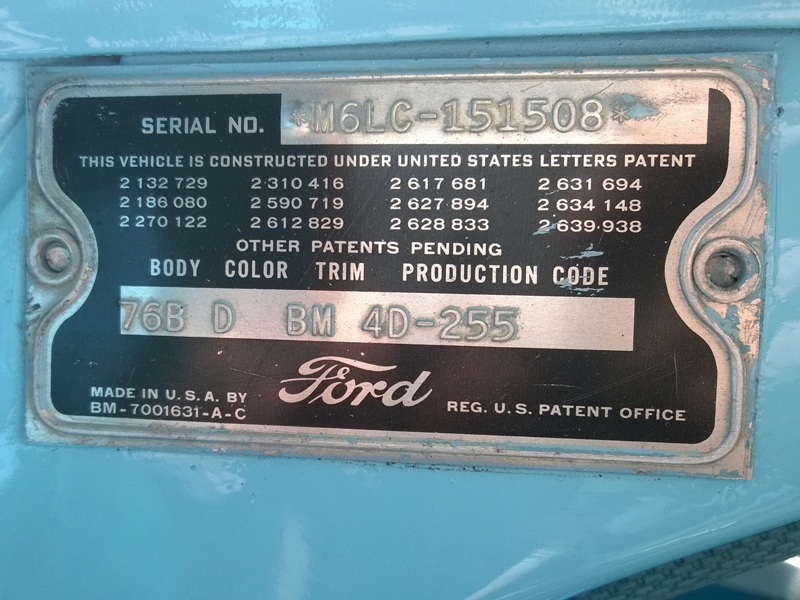 SERIAL NO. *M6LC-151508*
THIS VEHICLE IS CONSTRUCTED UNDER UNITED STATES LETTERS PATENT
2 132 729 2 310 416 2 617 681 2 631 694
2 186 080 2 590 719 2 627 894 2 634 148
2 270 122 2 612 829 2 628 833 2 639 938
OTHER PATENTS PENDING
BODY COLOR TRIM PRODUCTION CODE
76B D BM 4D-255
Ford
MADE IN U.S.A. BY
BM-7001631-A-C
REG. U.S. PATENT OFFICE